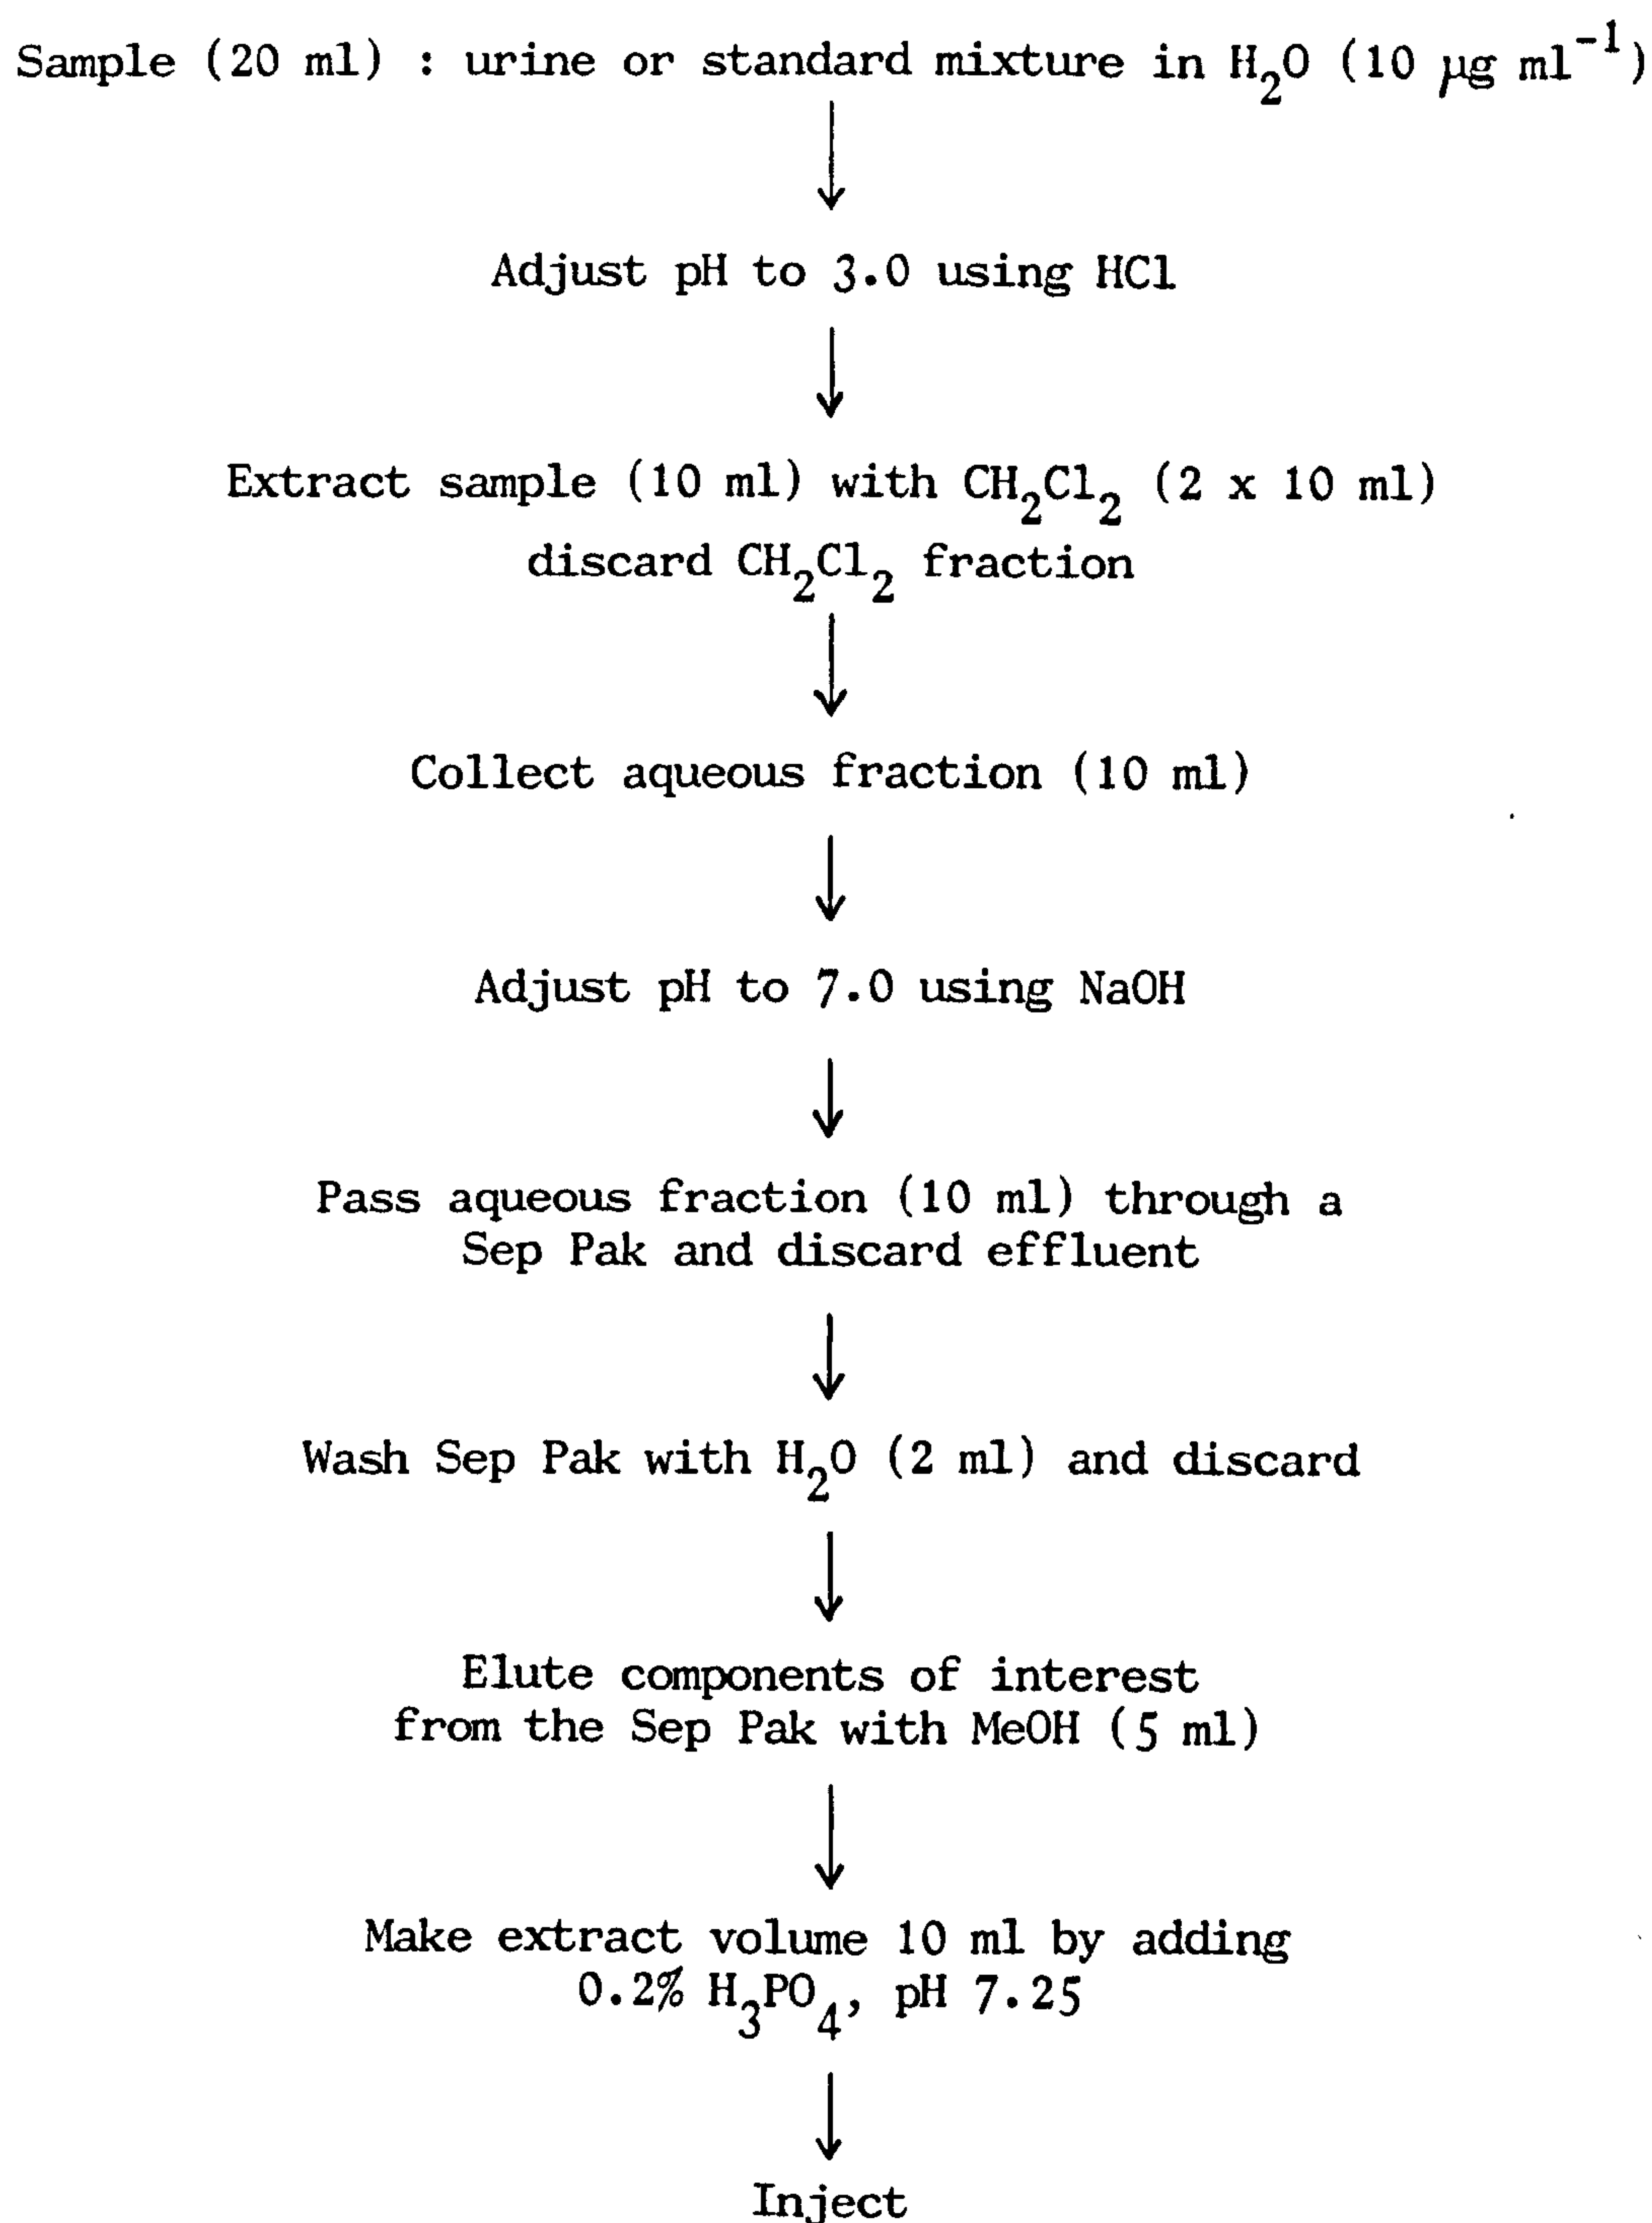 Sample (20 ml) : urine or standard mixture in H₂O (10 µg ml⁻¹)
Adjust pH to 3.0 using HCl
Extract sample (10 ml) with CH₂Cl₂ (2 x 10 ml)
discard CH₂Cl₂ fraction
Collect aqueous fraction (10 ml)
Adjust pH to 7.0 using NaOH
Pass aqueous fraction (10 ml) through a
Sep Pak and discard effluent
Wash Sep Pak with H₂O (2 ml) and discard
Elute components of interest
from the Sep Pak with MeOH (5 ml)
Make extract volume 10 ml by adding
0.2% H₃PO₄, pH 7.25
Inject